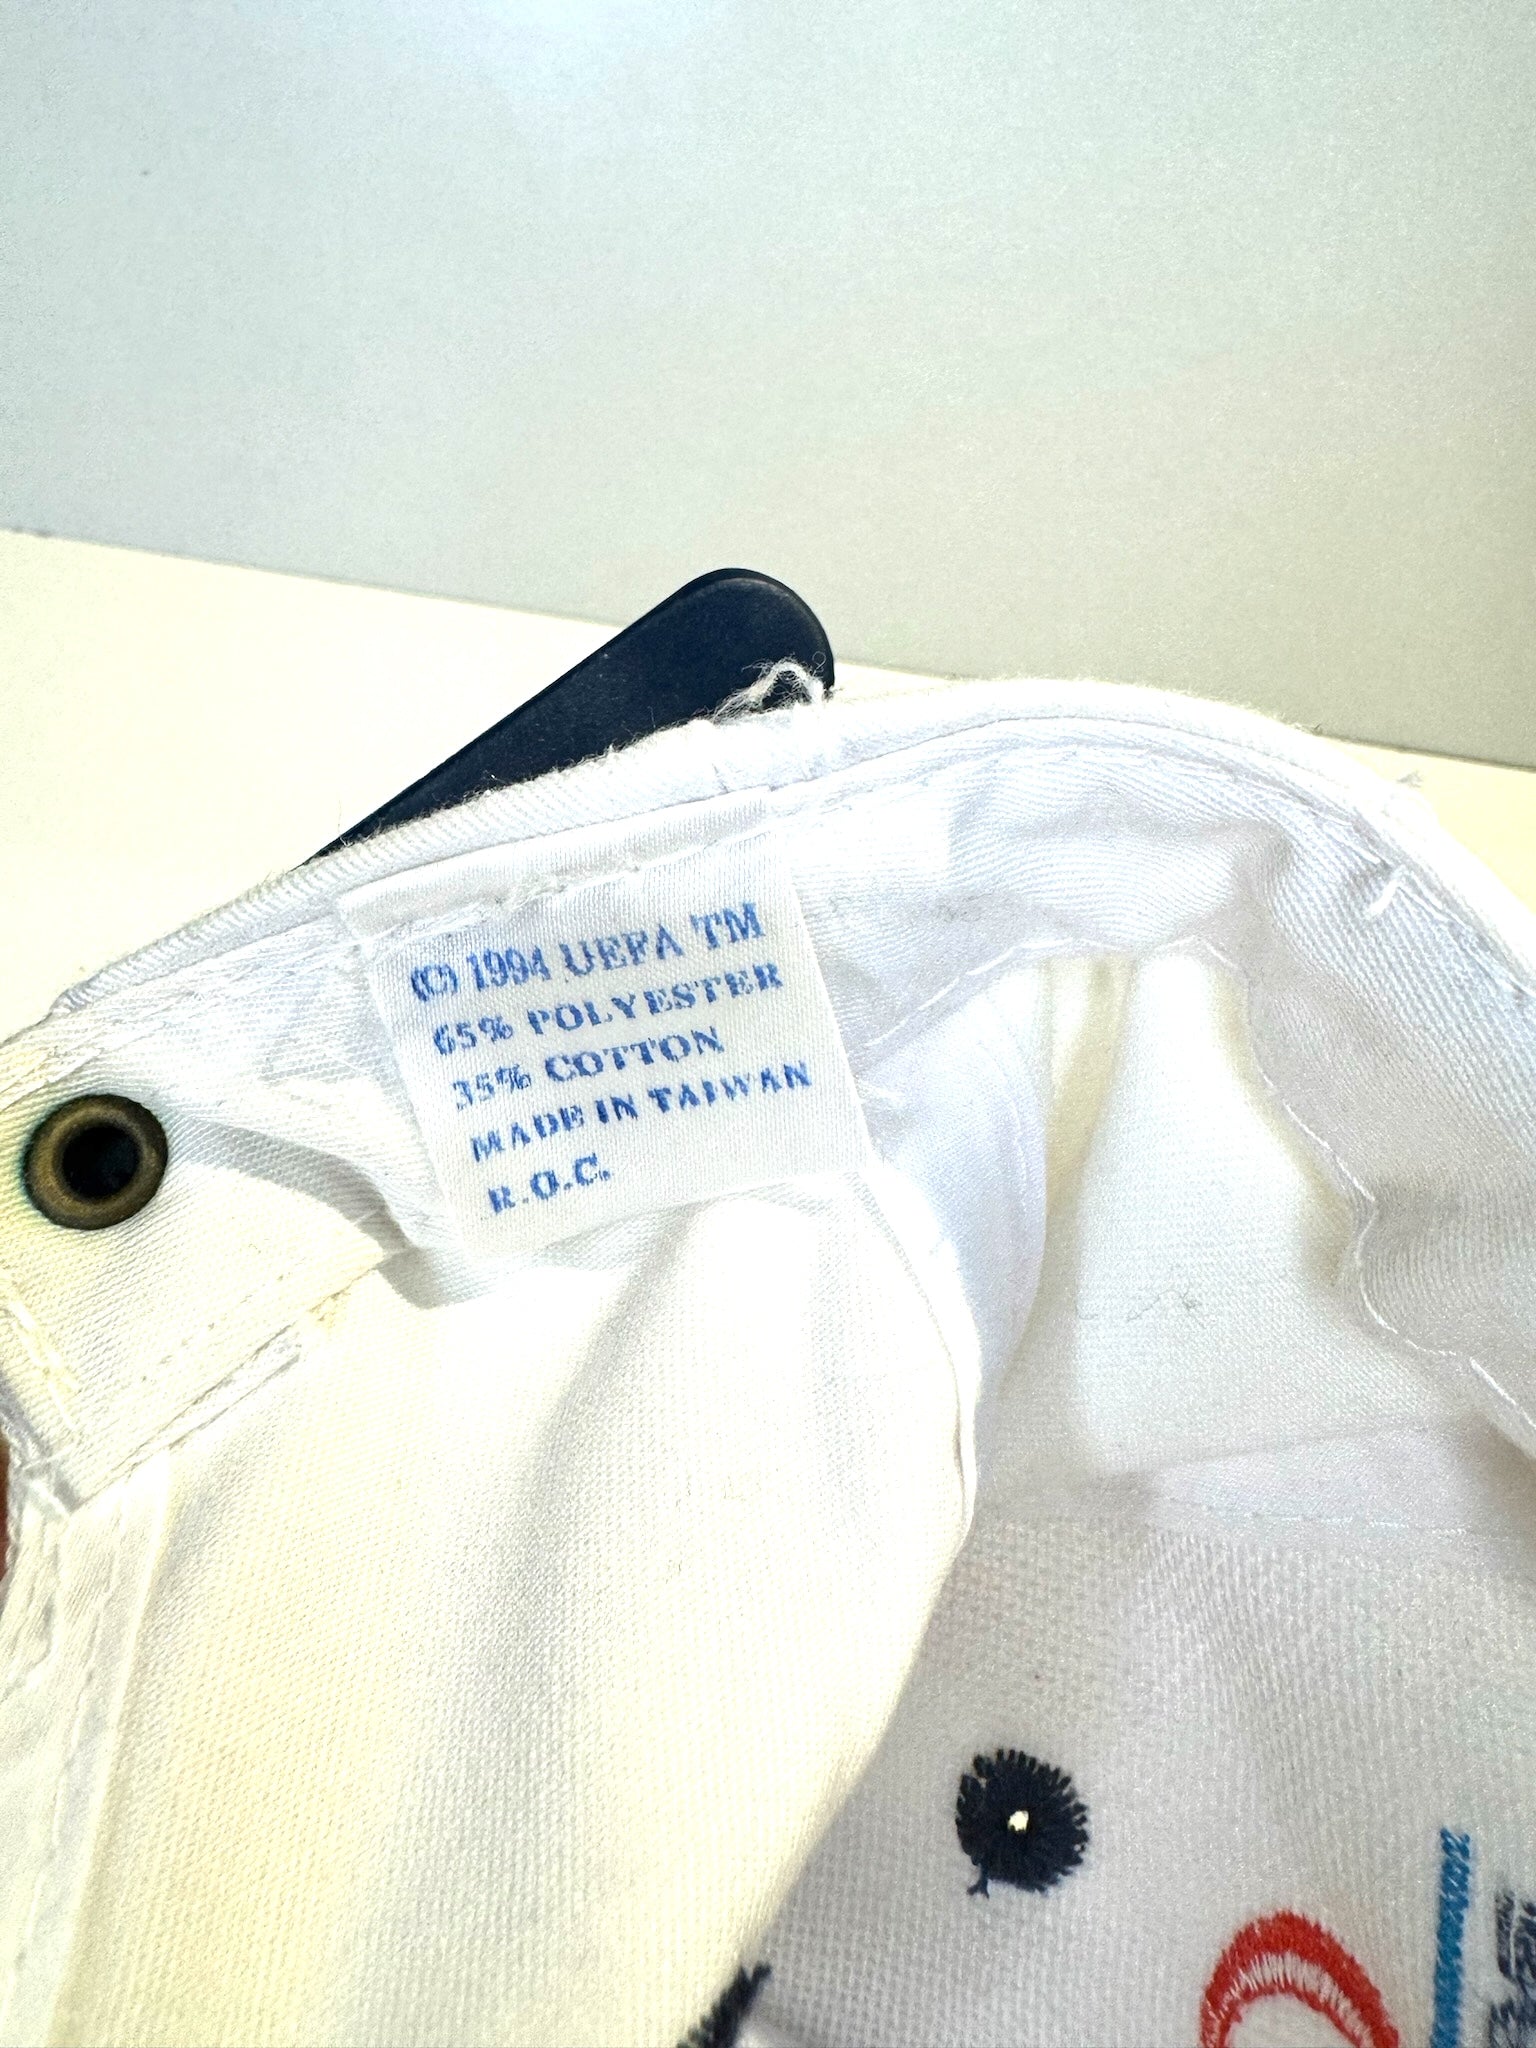 (C) 1994 UEFA TM
65% POLYESTER
35% COTTON
MADE IN TAIWAN
R.O.C.